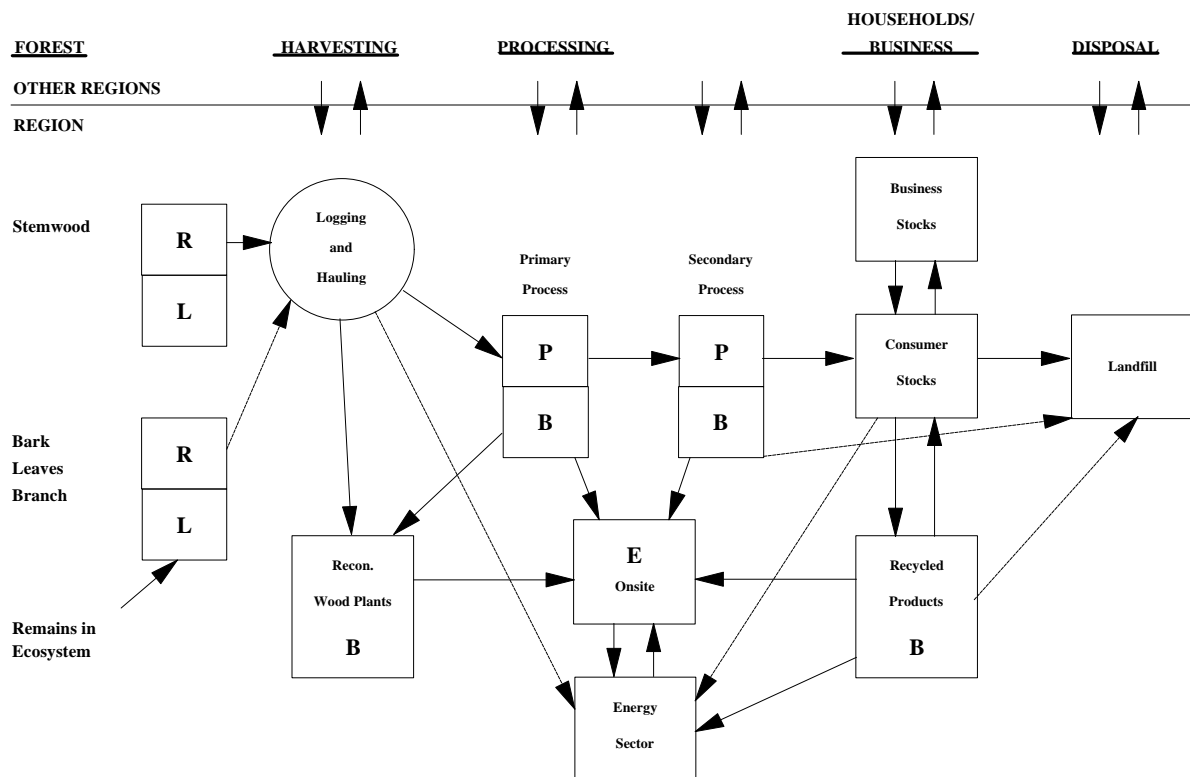 HOUSEHOLDS/
FOREST
HARVESTING
PROCESSING
BUSINESS
DISPOSAL
OTHER REGIONS
REGION
Stemwood
R
L
Logging
and
Hauling
Primary
Process
P
B
Secondary
Process
P
B
Business
Stocks
Consumer
Stocks
Landfill
Bark
Leaves
Branch
R
L
Remains in
Ecosystem
Recon.
Wood Plants
B
E
Onsite
Recycled
Products
B
Energy
Sector